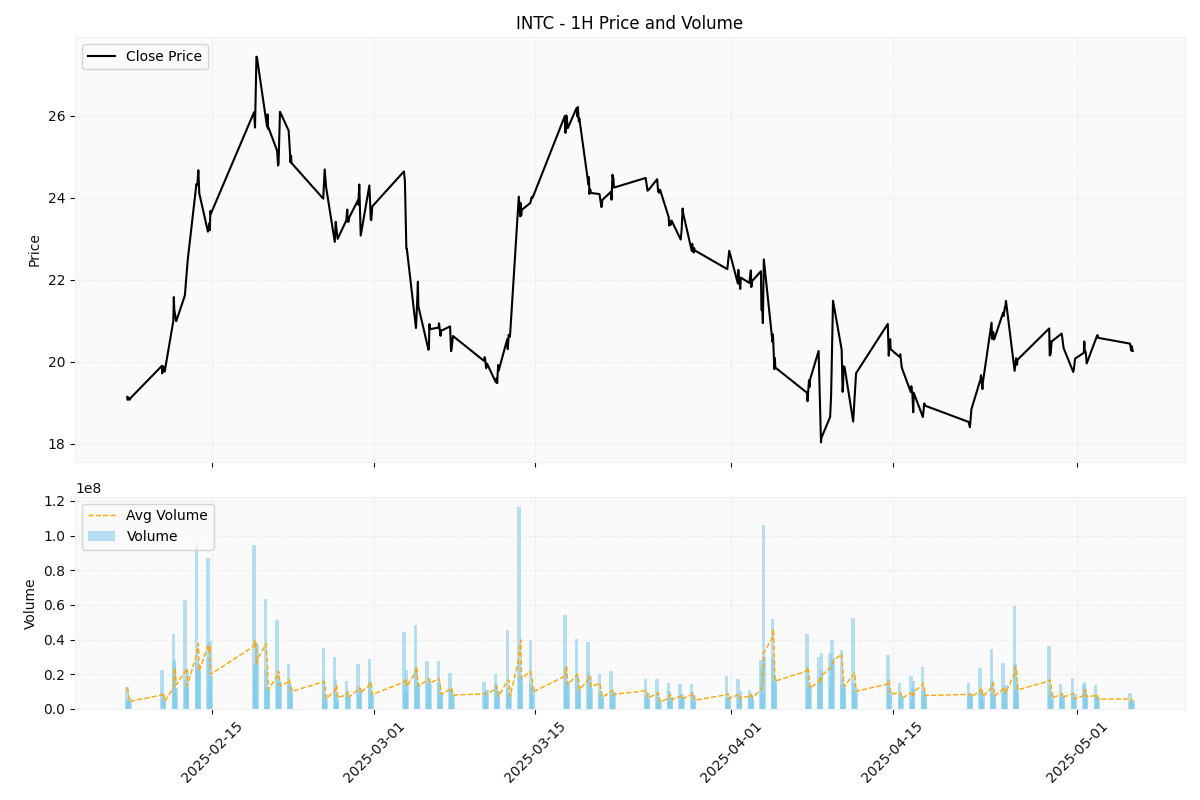 INTC - 1H Price and Volume
Close Price
Price
26
24
22
20
18
1e8
Avg Volume
Volume
Volume
1.2
1.0
0.8
0.6
0.4
0.2
0.0
2025-02-15
2025-03-01
2025-03-15
2025-04-01
2025-04-15
2025-05-01